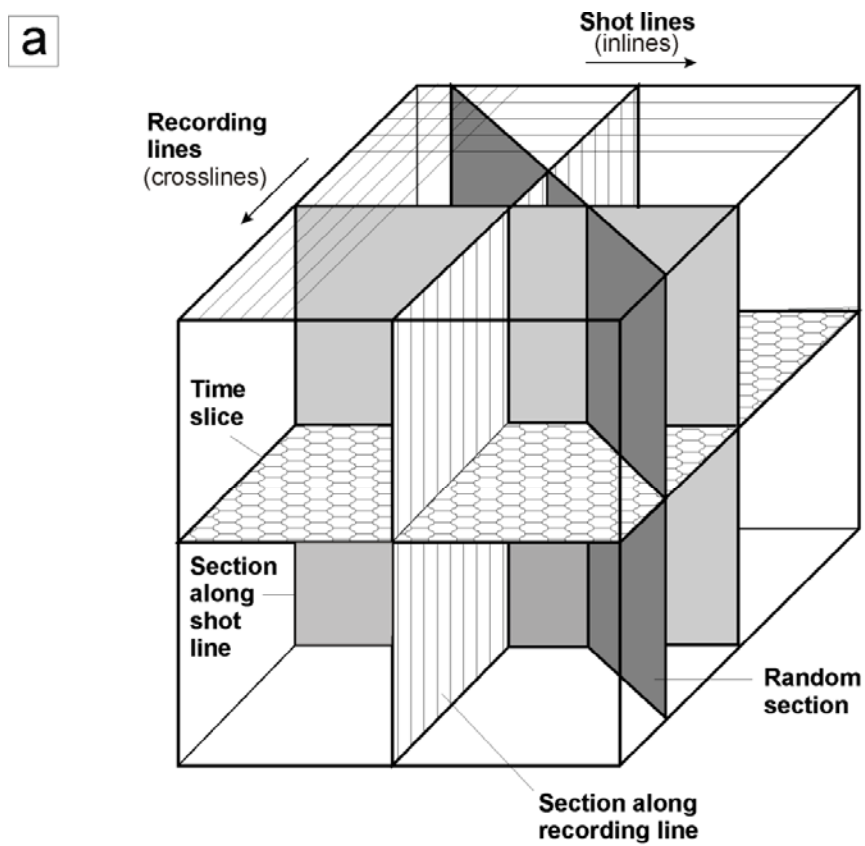 a
Shot lines
(inlines)
Recording
lines
(crosslines)
Time
slice
Section
along
shot
line
Random
section
Section along
recording line